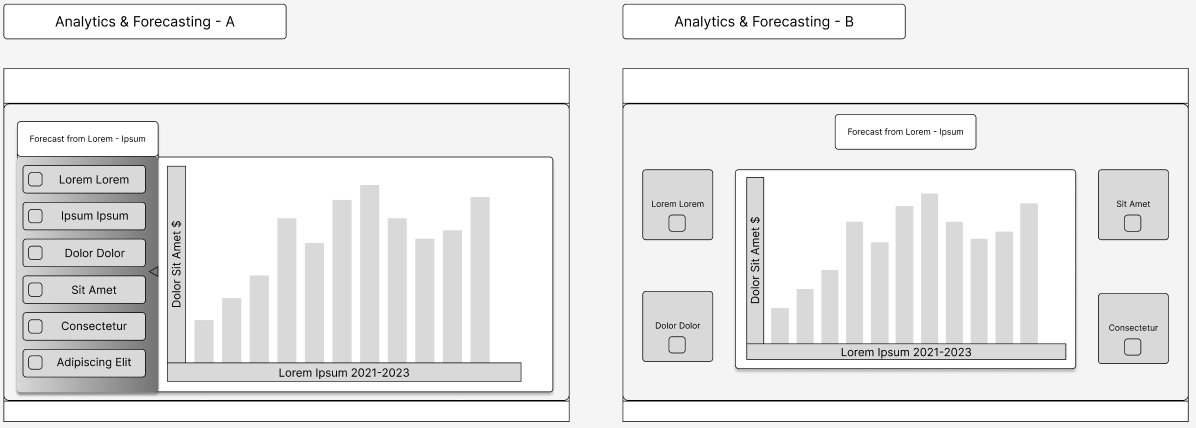 Analytics & Forecasting - A
Forecast from Lorem - Ipsum
Lorem Lorem
Ipsum Ipsum
Dolor Dolor
Sit Amet
Consectetur
Adipiscing Elit
Dolor Sit Amet $
Lorem Ipsum 2021-2023
Analytics & Forecasting - B
Forecast from Lorem - Ipsum
Lorem Lorem
Dolor Dolor
Dolor Sit Amet $
Lorem Ipsum 2021-2023
Sit Amet
Consectetur